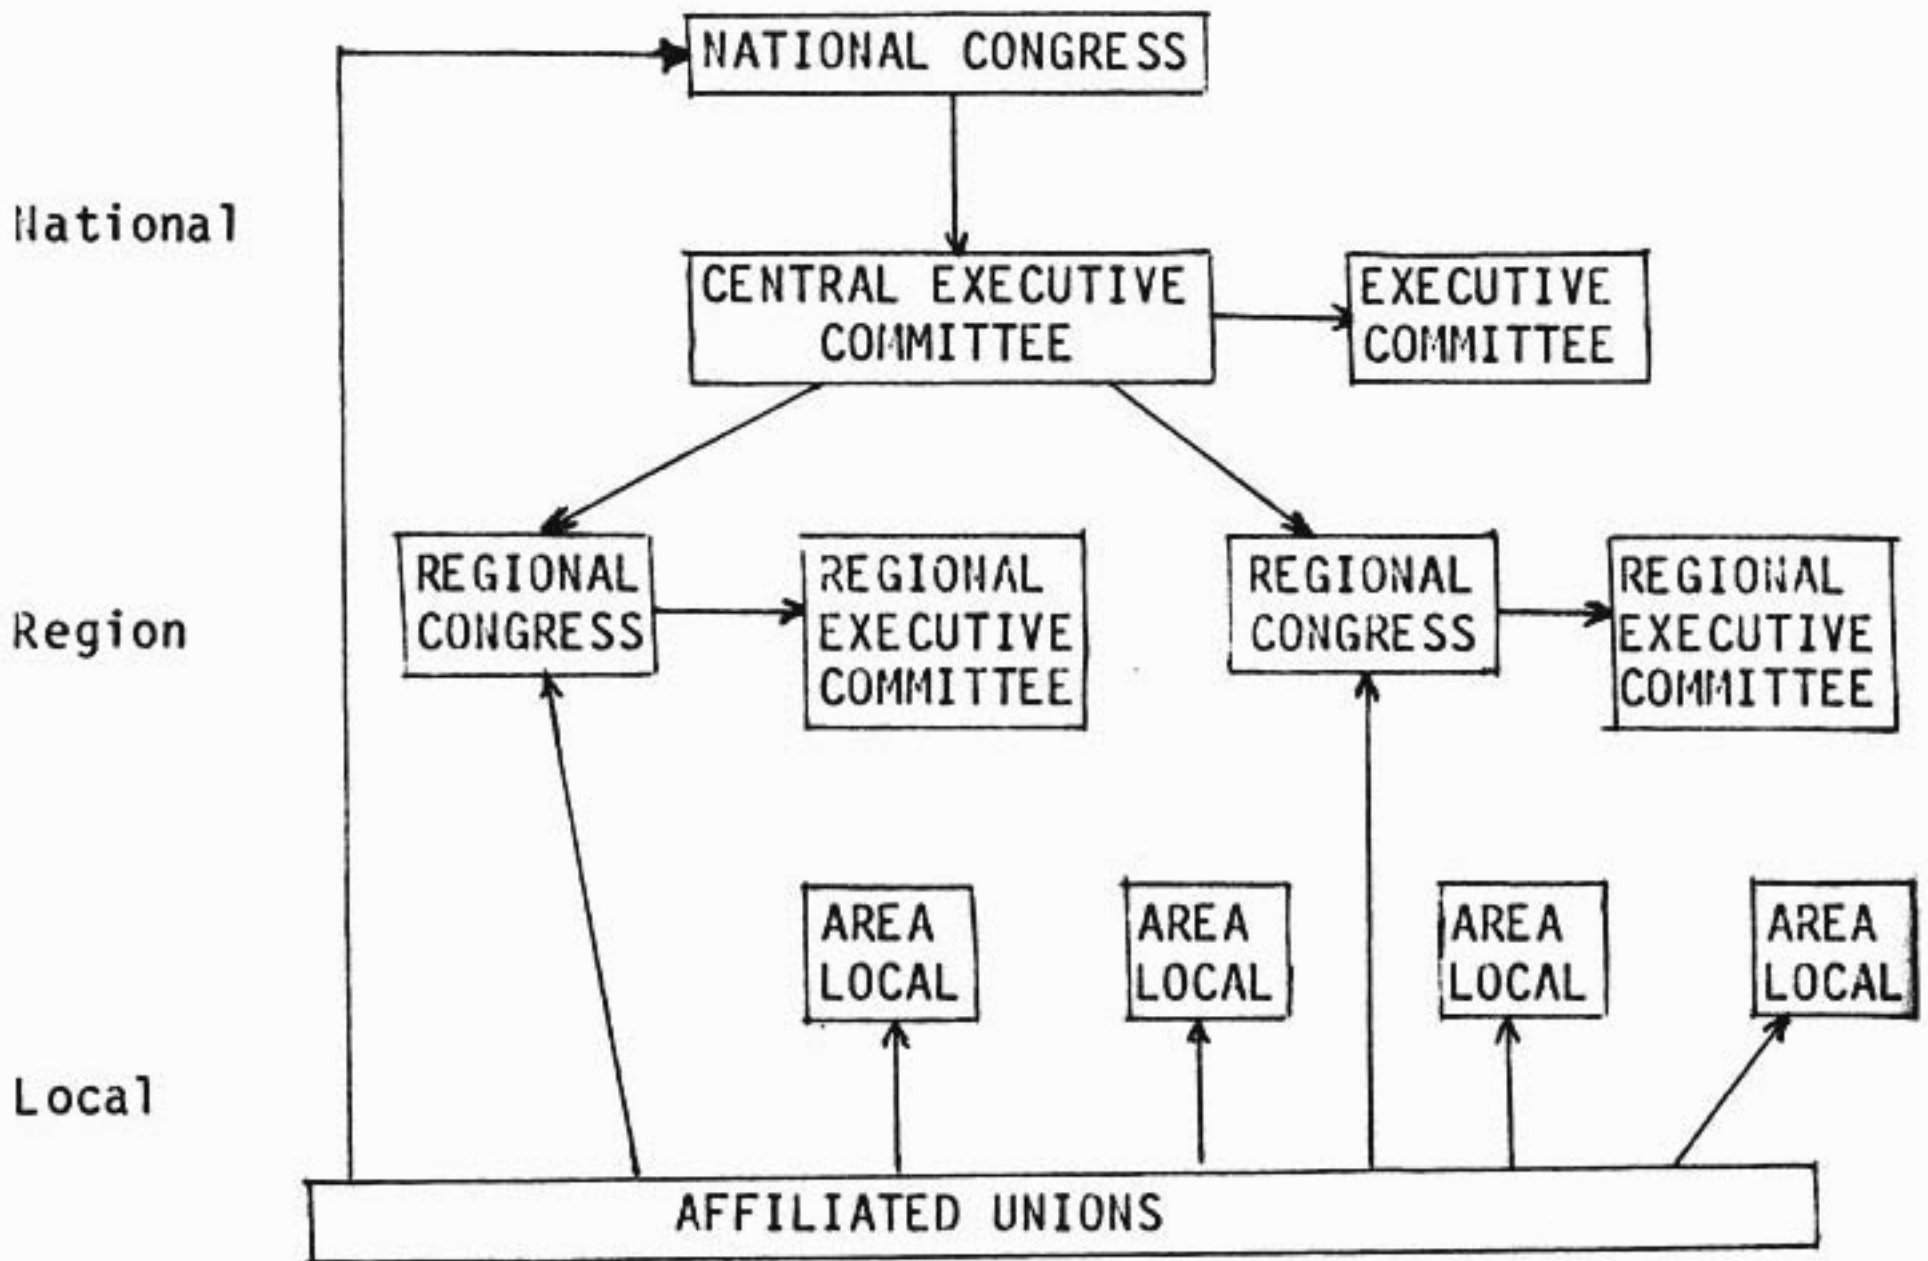 NATIONAL CONGRESS
National
CENTRAL EXECUTIVE
COMMITTEE
EXECUTIVE
COMMITTEE
Region
REGIONAL
CONGRESS
REGIONAL
EXECUTIVE
COMMITTEE
REGIONAL
CONGRESS
REGIONAL
EXECUTIVE
COMMITTEE
Local
AREA
LOCAL
AREA
LOCAL
AREA
LOCAL
AREA
LOCAL
AFFILIATED UNIONS